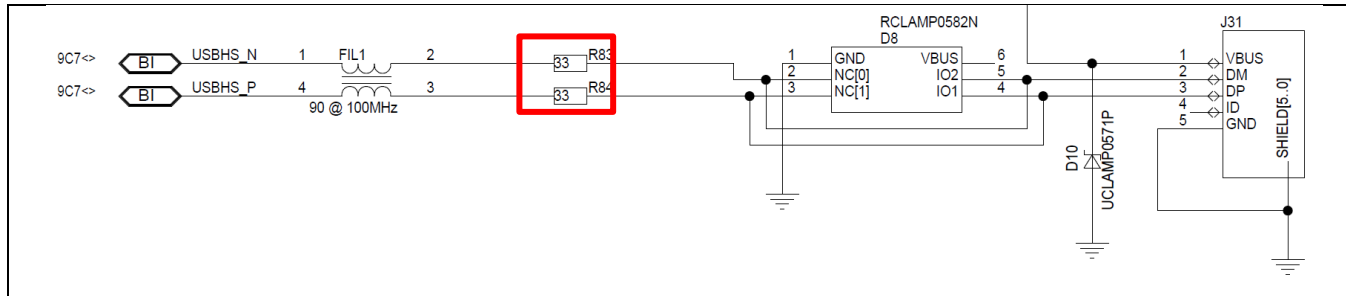 RCLAMP0582N
D8
J31
9C7<>
BI
USBHS_N
1
FIL1
2
33
R83
1
GND
VBUS
6
1
VBUS
2
NC[0]
IO2
5
2
DM
9C7<>
BI
USBHS_P
4
3
33
R84
3
NC[1]
IO1
4
3
DP
90 @ 100MHz
4
ID
5
GND
SHIELD[5..0]
D10
UCLAMP0571P